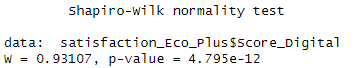 Shapiro-Wilk normality test
data:  satisfaction_Eco_Plus$Score_Digital
W = 0.93107, p-value = 4.795e-12